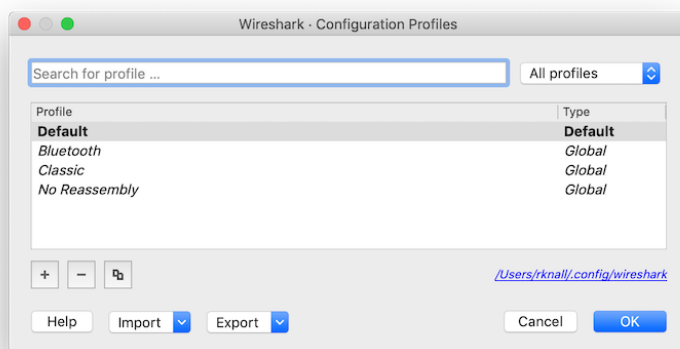 Wireshark · Configuration Profiles
Search for profile ...
All profiles
Profile Type
Default Default
Bluetooth Global
Classic Global
No Reassembly Global
/Users/rknall/.config/wireshark
Help Import Export Cancel OK